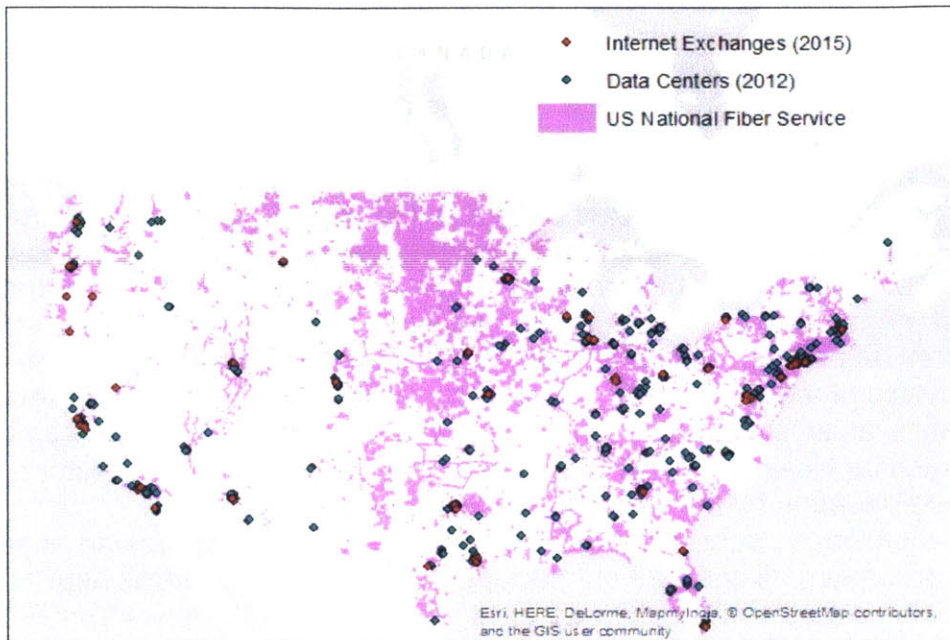 Internet Exchanges (2015)
Data Centers (2012)
US National Fiber Service
Esri, HERE, DeLorme, MapmyIndia, © OpenStreetMap contributors,
and the GIS user community